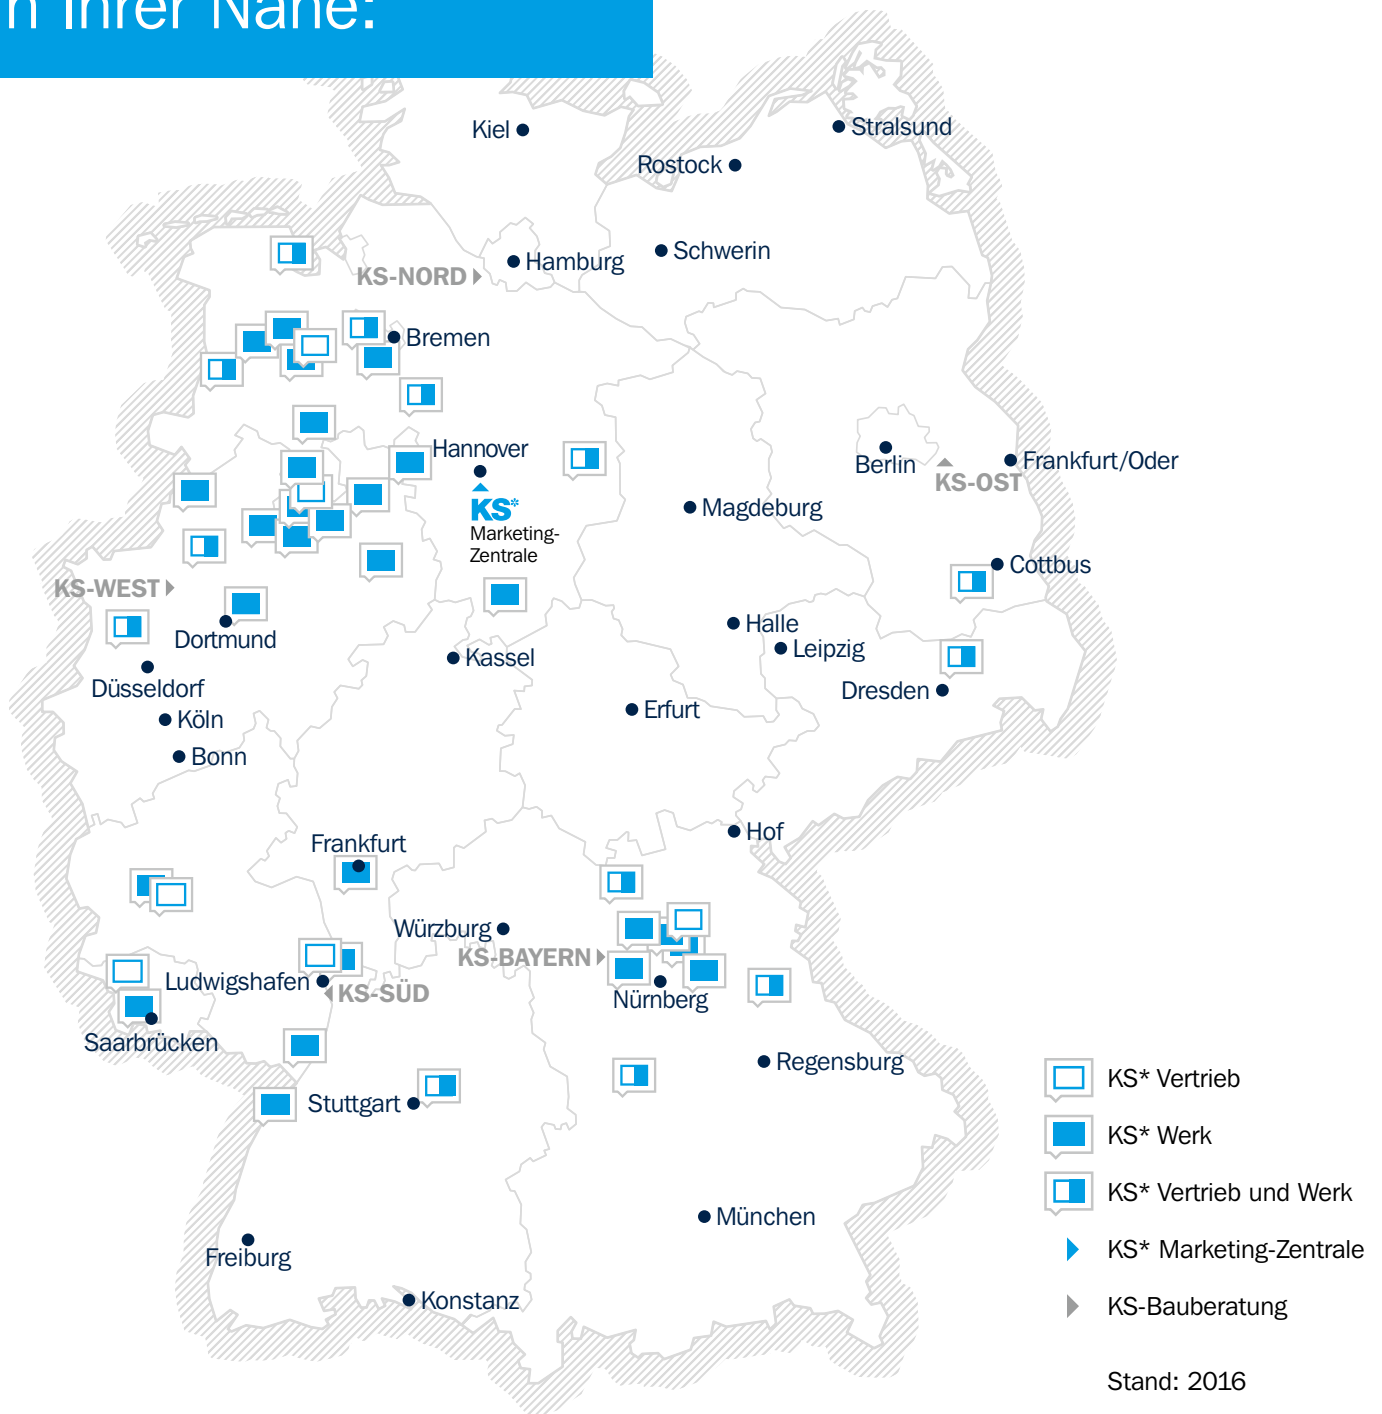 n Ihrer Nähe:
Kiel
Stralsund
Rostock
Schwerin
Hamburg
KS-NORD
Bremen
Hannover
Berlin
Frankfurt/Oder
KS-OST
KS*
Marketing-
Zentrale
Magdeburg
Cottbus
KS-WEST
Dortmund
Halle
Leipzig
Kassel
Düsseldorf
Dresden
Köln
Erfurt
Bonn
Hof
Frankfurt
Würzburg
KS-BAYERN
Ludwigshafen
KS-SÜD
Nürnberg
Saarbrücken
Regensburg
Stuttgart
München
Freiburg
Konstanz
KS* Vertrieb
KS* Werk
KS* Vertrieb und Werk
KS* Marketing-Zentrale
KS-Bauberatung
Stand: 2016